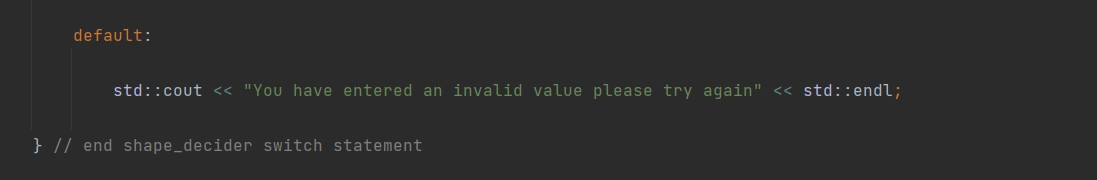 default:
std::cout << "You have entered an invalid value please try again" << std::endl;
} // end shape_decider switch statement